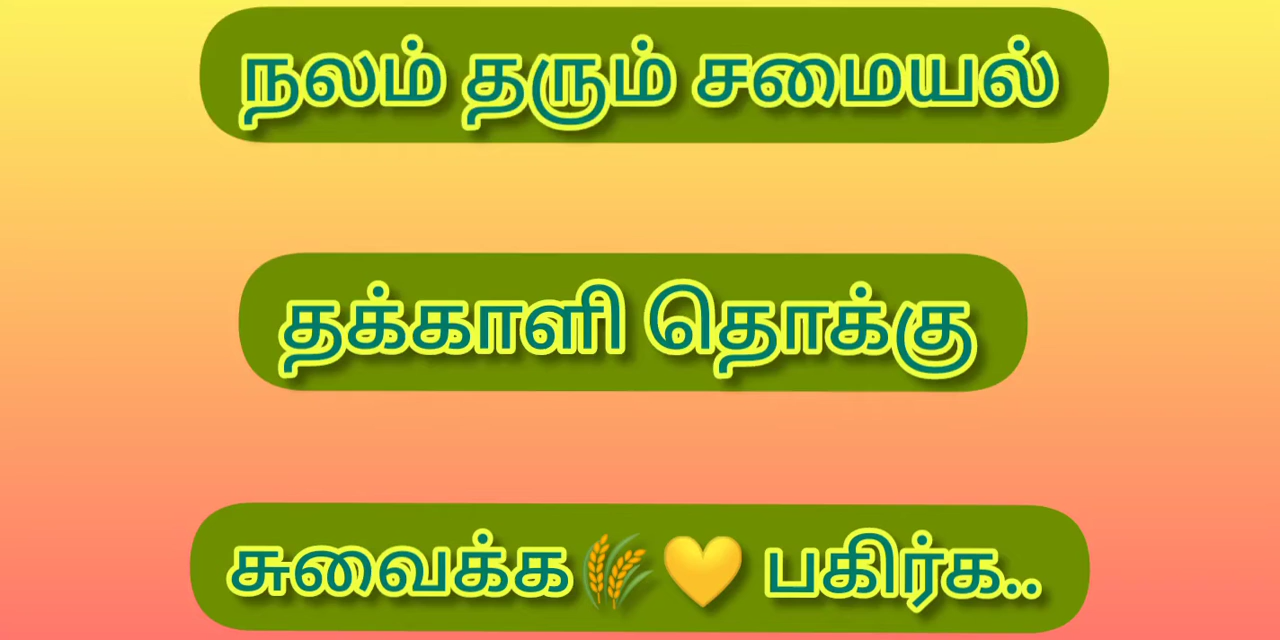 நலம் தரும் சமையல்
தக்காளி தொக்கு
சுவைக்க🌾💛 பகிர்க..